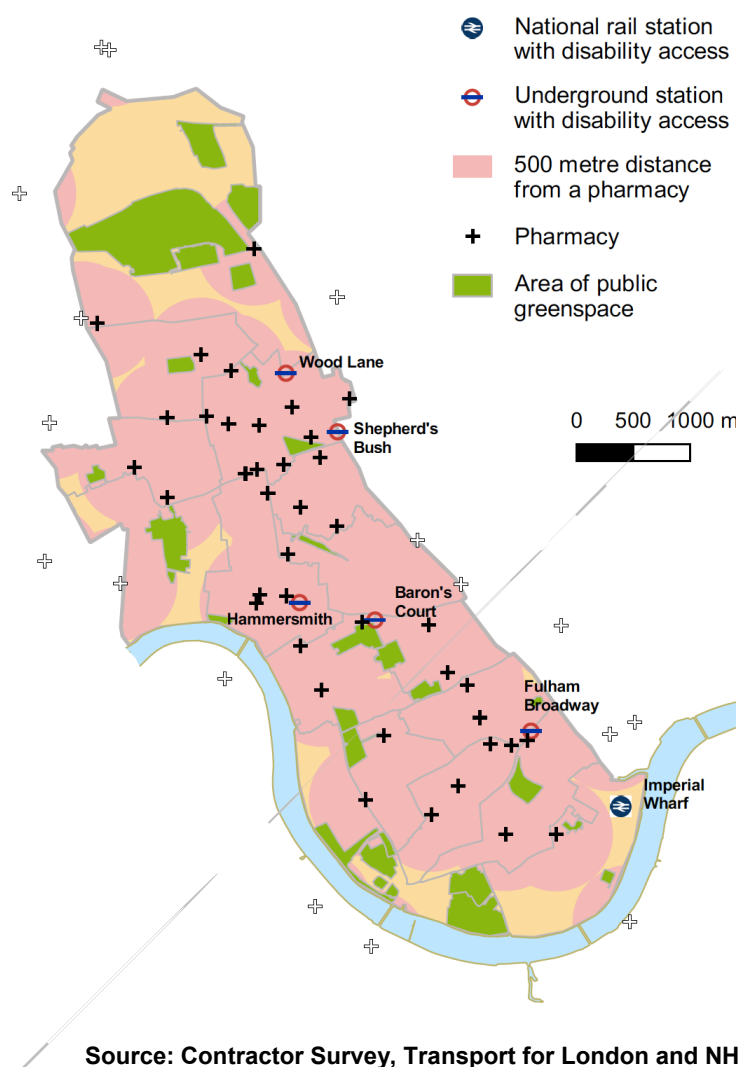 National rail station
with disability access
Underground station
with disability access
500 metre distance
from a pharmacy
Pharmacy
Area of public
greenspace
Wood Lane
0 500 1000 m
Shepherd's
Bush
Baron's
Court
Hammersmith
Fulham
Broadway
Imperial
Wharf
Source: Contractor Survey, Transport for London and NH